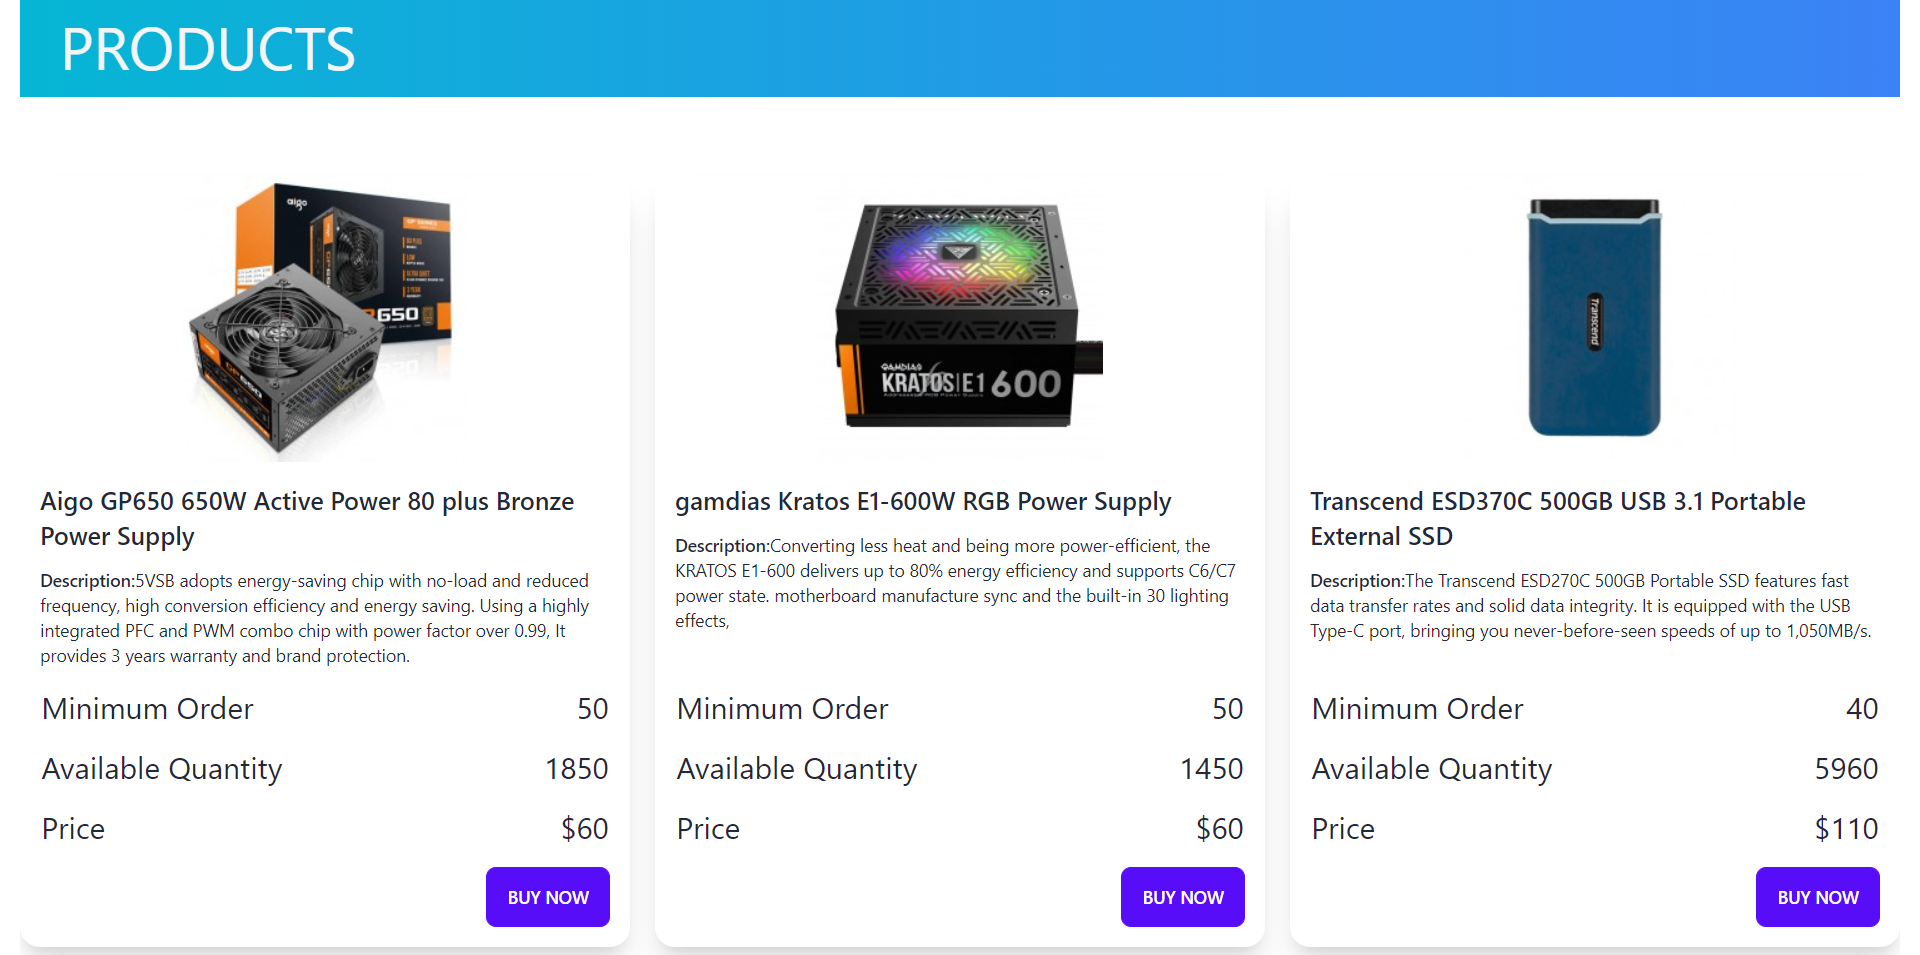 PRODUCTS
aigo
GP650
650
GAMDIAS
KRATOS E1 600
Addressable RGB Power Supply
Transcend
Aigo GP650 650W Active Power 80 plus Bronze
Power Supply
Description:5VSB adopts energy-saving chip with no-load and reduced
frequency, high conversion efficiency and energy saving. Using a highly
integrated PFC and PWM combo chip with power factor over 0.99, It
provides 3 years warranty and brand protection.
Minimum Order 50
Available Quantity 1850
Price $60
BUY NOW
gamdias Kratos E1-600W RGB Power Supply
Description:Converting less heat and being more power-efficient, the
KRATOS E1-600 delivers up to 80% energy efficiency and supports C6/C7
power state. motherboard manufacture sync and the built-in 30 lighting
effects,
Minimum Order 50
Available Quantity 1450
Price $60
BUY NOW
Transcend ESD370C 500GB USB 3.1 Portable
External SSD
Description:The Transcend ESD270C 500GB Portable SSD features fast
data transfer rates and solid data integrity. It is equipped with the USB
Type-C port, bringing you never-before-seen speeds of up to 1,050MB/s.
Minimum Order 40
Available Quantity 5960
Price $110
BUY NOW